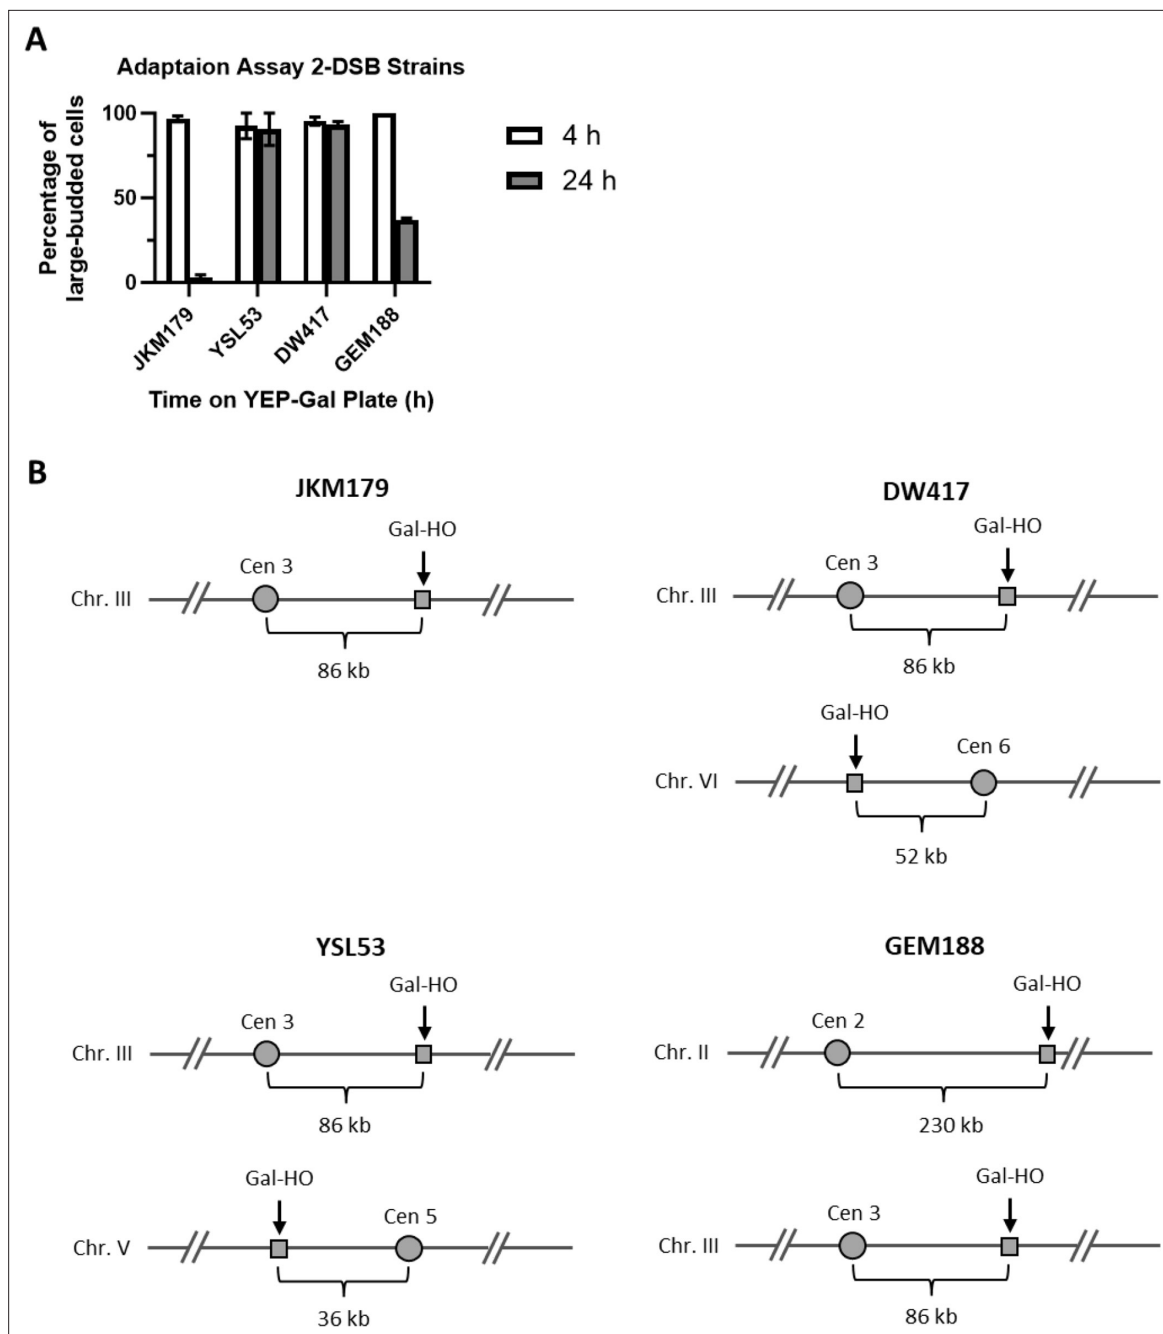 A
Adaptaion Assay 2-DSB Strains
Percentage of
large-budded cells
100
50
0
4 h
24 h
JKM179
YSL53
DW417
GEM188
Time on YEP-Gal Plate (h)
B
JKM179
Gal-HO
Cen 3
Chr. III
86 kb
DW417
Gal-HO
Cen 3
Chr. III
86 kb
Gal-HO
Cen 6
Chr. VI
52 kb
YSL53
Gal-HO
Cen 3
Chr. III
86 kb
Gal-HO
Cen 5
Chr. V
36 kb
GEM188
Gal-HO
Cen 2
Chr. II
230 kb
Gal-HO
Cen 3
Chr. III
86 kb